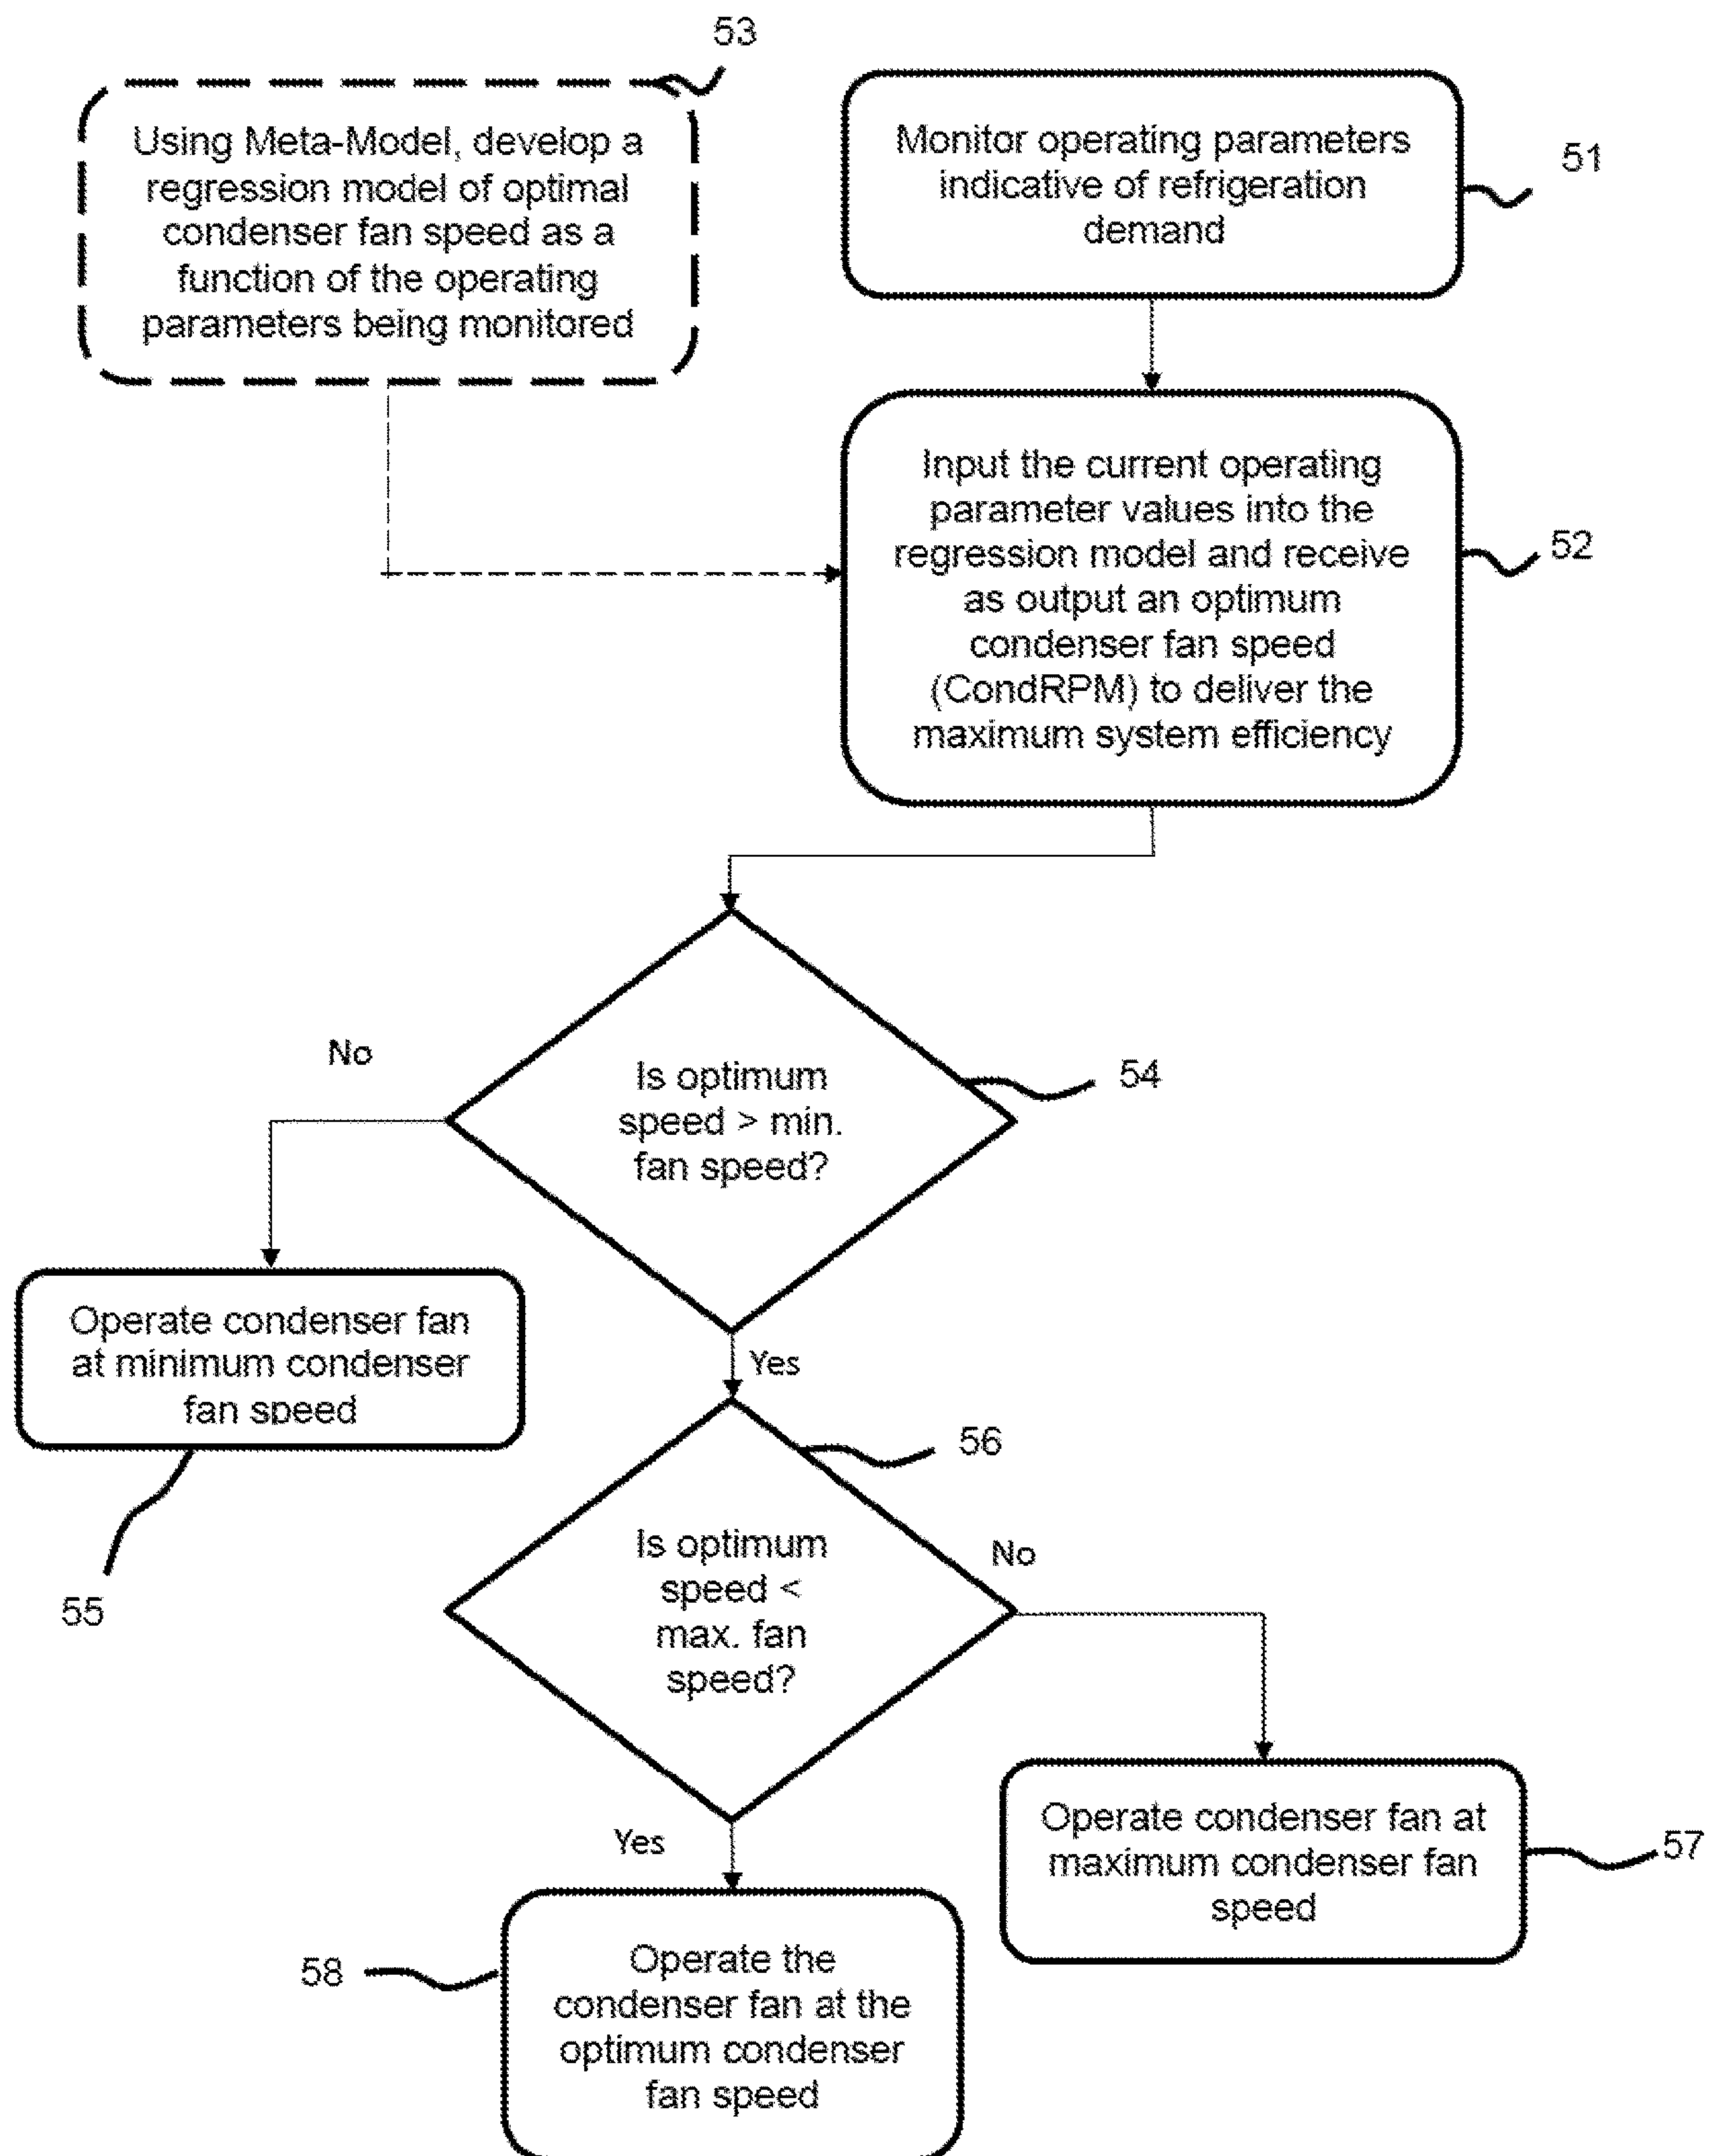 53
Using Meta-Model, develop a
regression model of optimal
condenser fan speed as a
function of the operating
parameters being monitored
Monitor operating parameters
indicative of refrigeration
demand
51
Input the current operating
parameter values into the
regression model and receive
as output an optimum
condenser fan speed
(CondRPM) to deliver the
maximum system efficiency
52
No
Is optimum
speed > min.
fan speed?
54
Operate condenser fan
at minimum condenser
fan speed
55
Yes
56
Is optimum
speed <
max. fan
speed?
No
Operate condenser fan at
maximum condenser fan
speed
57
Yes
58
Operate the
condenser fan at the
optimum condenser
fan speed